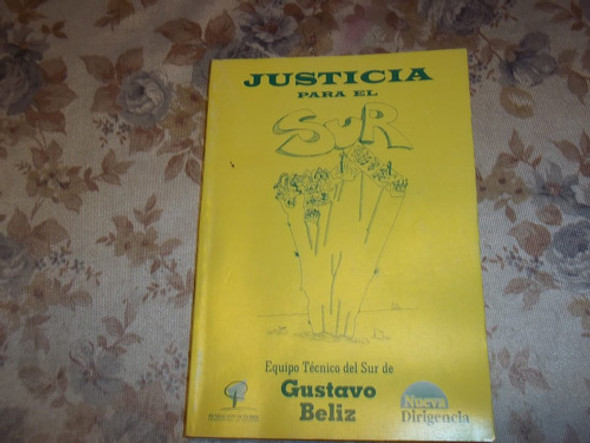 JUSTICIA
PARA EL
SUR
Equipo Técnico del Sur de
Gustavo
Beliz
Nueva
Dirigencia